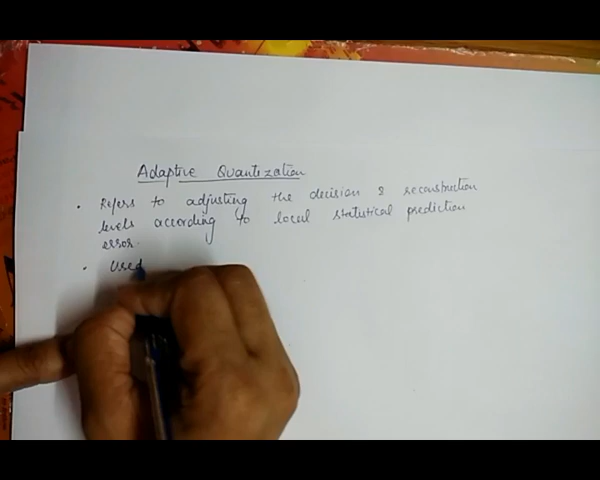 Adaptive Quantization
. Refers to adjusting the decision & reconstruction
levels according to local statistical prediction
error.
. Used